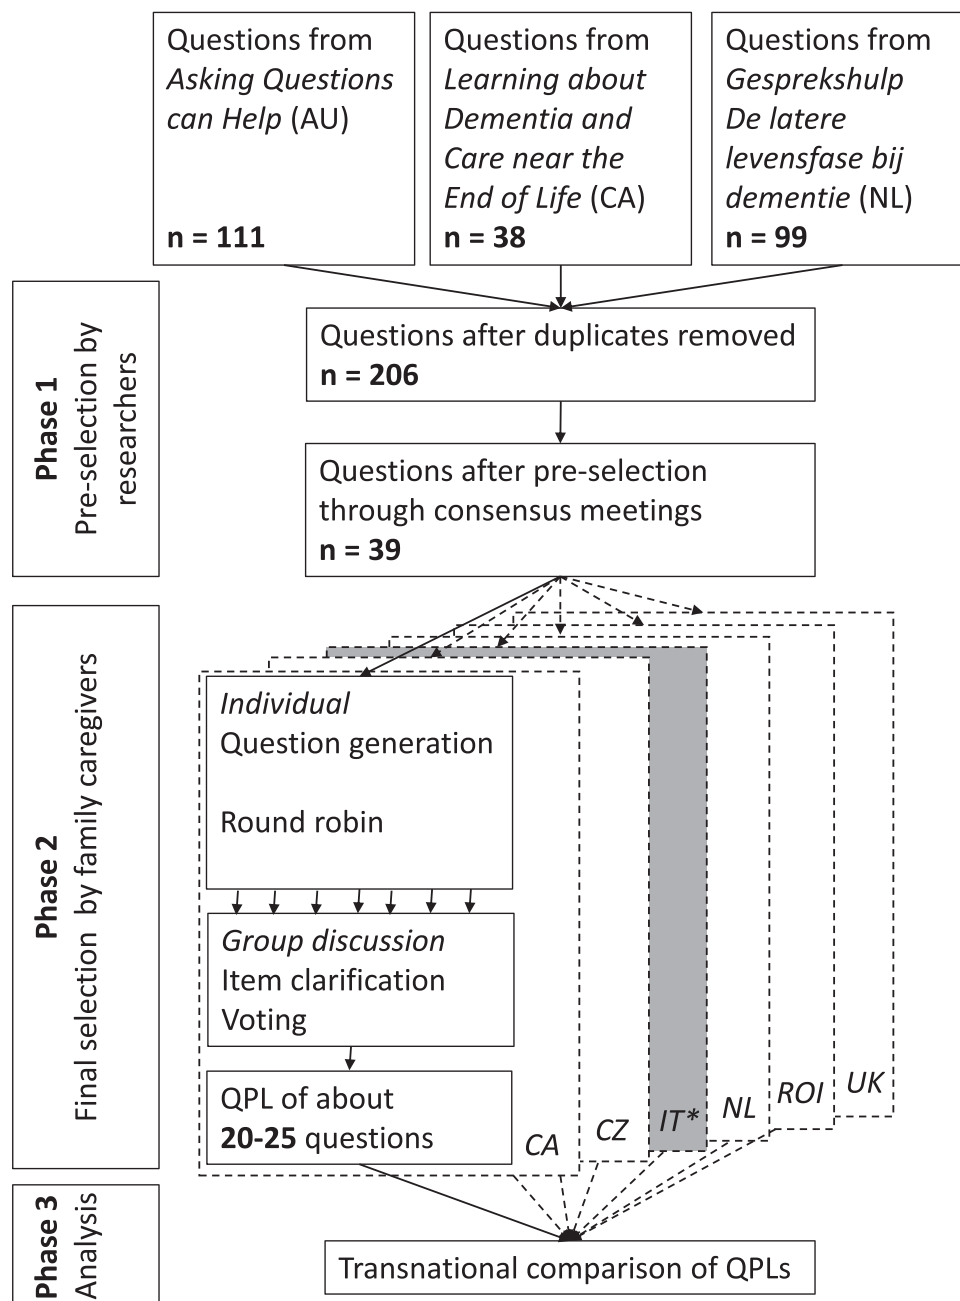 Questions from
Asking Questions
can Help (AU)
n = 111
Questions from
Learning about
Dementia and
Care near the
End of Life (CA)
n = 38
Questions from
Gesprekshulp
De latere
levensfase bij
dementie (NL)
n = 99
Phase 1
Pre-selection by
researchers
Questions after duplicates removed
n = 206
Questions after pre-selection
through consensus meetings
n = 39
Phase 2
Final selection by family caregivers
Individual
Question generation
Round robin
Group discussion
Item clarification
Voting
QPL of about
20-25 questions
CA
CZ
IT*
NL
ROI
UK
Phase 3
Analysis
Transnational comparison of QPLs